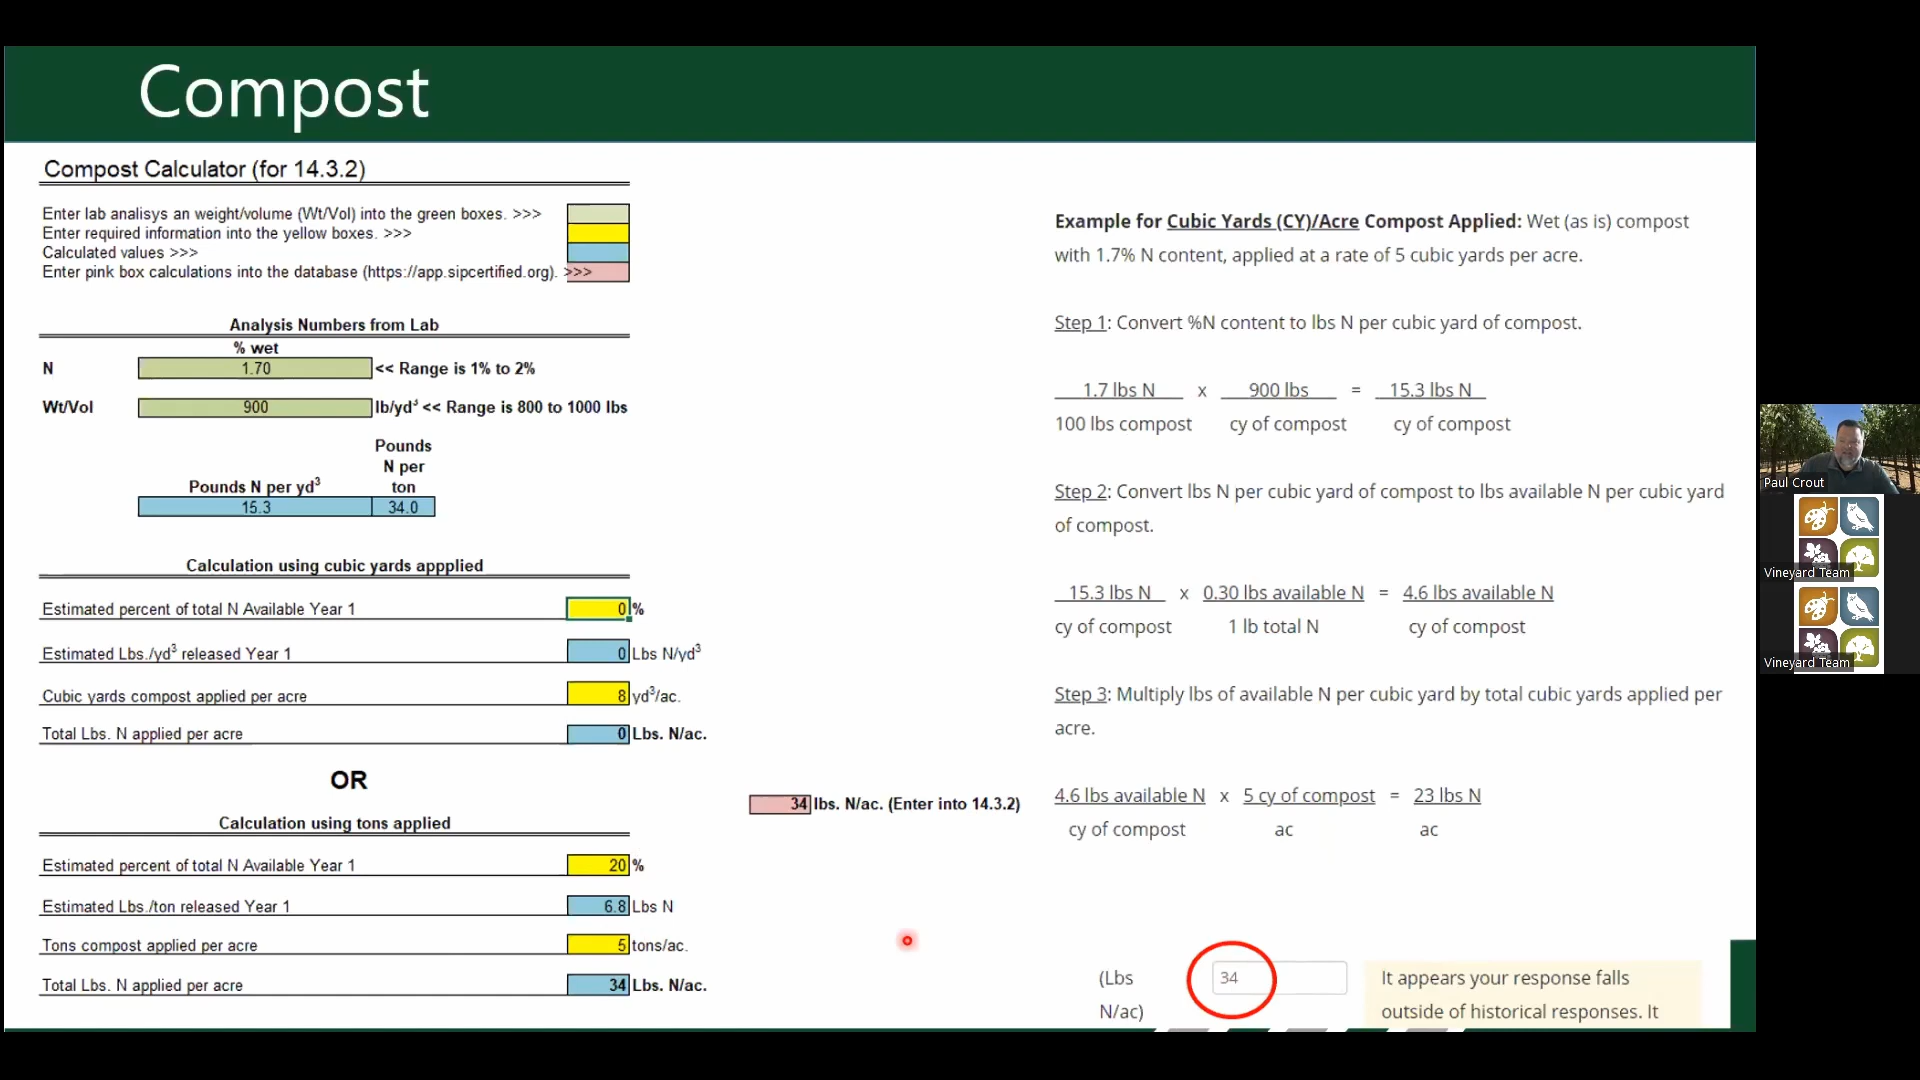 Compost
Compost Calculator (for 14.3.2)
Enter lab analisys an weight/volume (Wt/Vol) into the green boxes. >>>
Enter required information into the yellow boxes. >>>
Calculated values >>>
Enter pink box calculations into the database (https://app.sipcertified.org). >>>
Analysis Numbers from Lab
% wet
N 1.70 << Range is 1% to 2%
Wt/Vol 900 lb/yd³ << Range is 800 to 1000 lbs
Pounds N per yd³ Pounds N per ton
15.3 34.0
Calculation using cubic yards appplied
Estimated percent of total N Available Year 1 0 %
Estimated Lbs./yd³ released Year 1 0 Lbs N/yd³
Cubic yards compost applied per acre 8 yd³/ac.
Total Lbs. N applied per acre 0 Lbs. N/ac.
OR
34 lbs. N/ac. (Enter into 14.3.2)
Calculation using tons applied
Estimated percent of total N Available Year 1 20 %
Estimated Lbs./ton released Year 1 6.8 Lbs N
Tons compost applied per acre 5 tons/ac.
Total Lbs. N applied per acre 34 Lbs. N/ac.
Example for Cubic Yards (CY)/Acre Compost Applied: Wet (as is) compost
with 1.7% N content, applied at a rate of 5 cubic yards per acre.
Step 1: Convert %N content to lbs N per cubic yard of compost.
1.7 lbs N x 900 lbs = 15.3 lbs N
100 lbs compost cy of compost cy of compost
Step 2: Convert lbs N per cubic yard of compost to lbs available N per cubic yard
of compost.
15.3 lbs N x 0.30 lbs available N = 4.6 lbs available N
cy of compost 1 lb total N cy of compost
Step 3: Multiply lbs of available N per cubic yard by total cubic yards applied per
acre.
4.6 lbs available N x 5 cy of compost = 23 lbs N
cy of compost ac ac
(Lbs 34 It appears your response falls
N/ac) outside of historical responses. It
Paul Crout
Vineyard Team
Vineyard Team